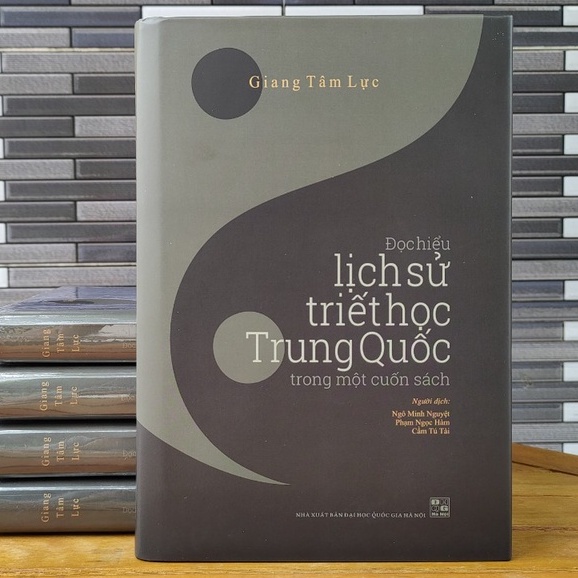 Giang Tâm Lực
Đọc hiểu
lịch sử
triết học
Trung Quốc
trong một cuốn sách
Người dịch:
Ngô Minh Nguyệt
Phạm Ngọc Hàm
Cầm Tú Tài
NHÀ XUẤT BẢN ĐẠI HỌC QUỐC GIA HÀ NỘI
Hà Nội
Giang
Tâm
Lực
Giang
Tâm
Lực
Giang
Tâm
Lực
Giang
Tâm
Lực